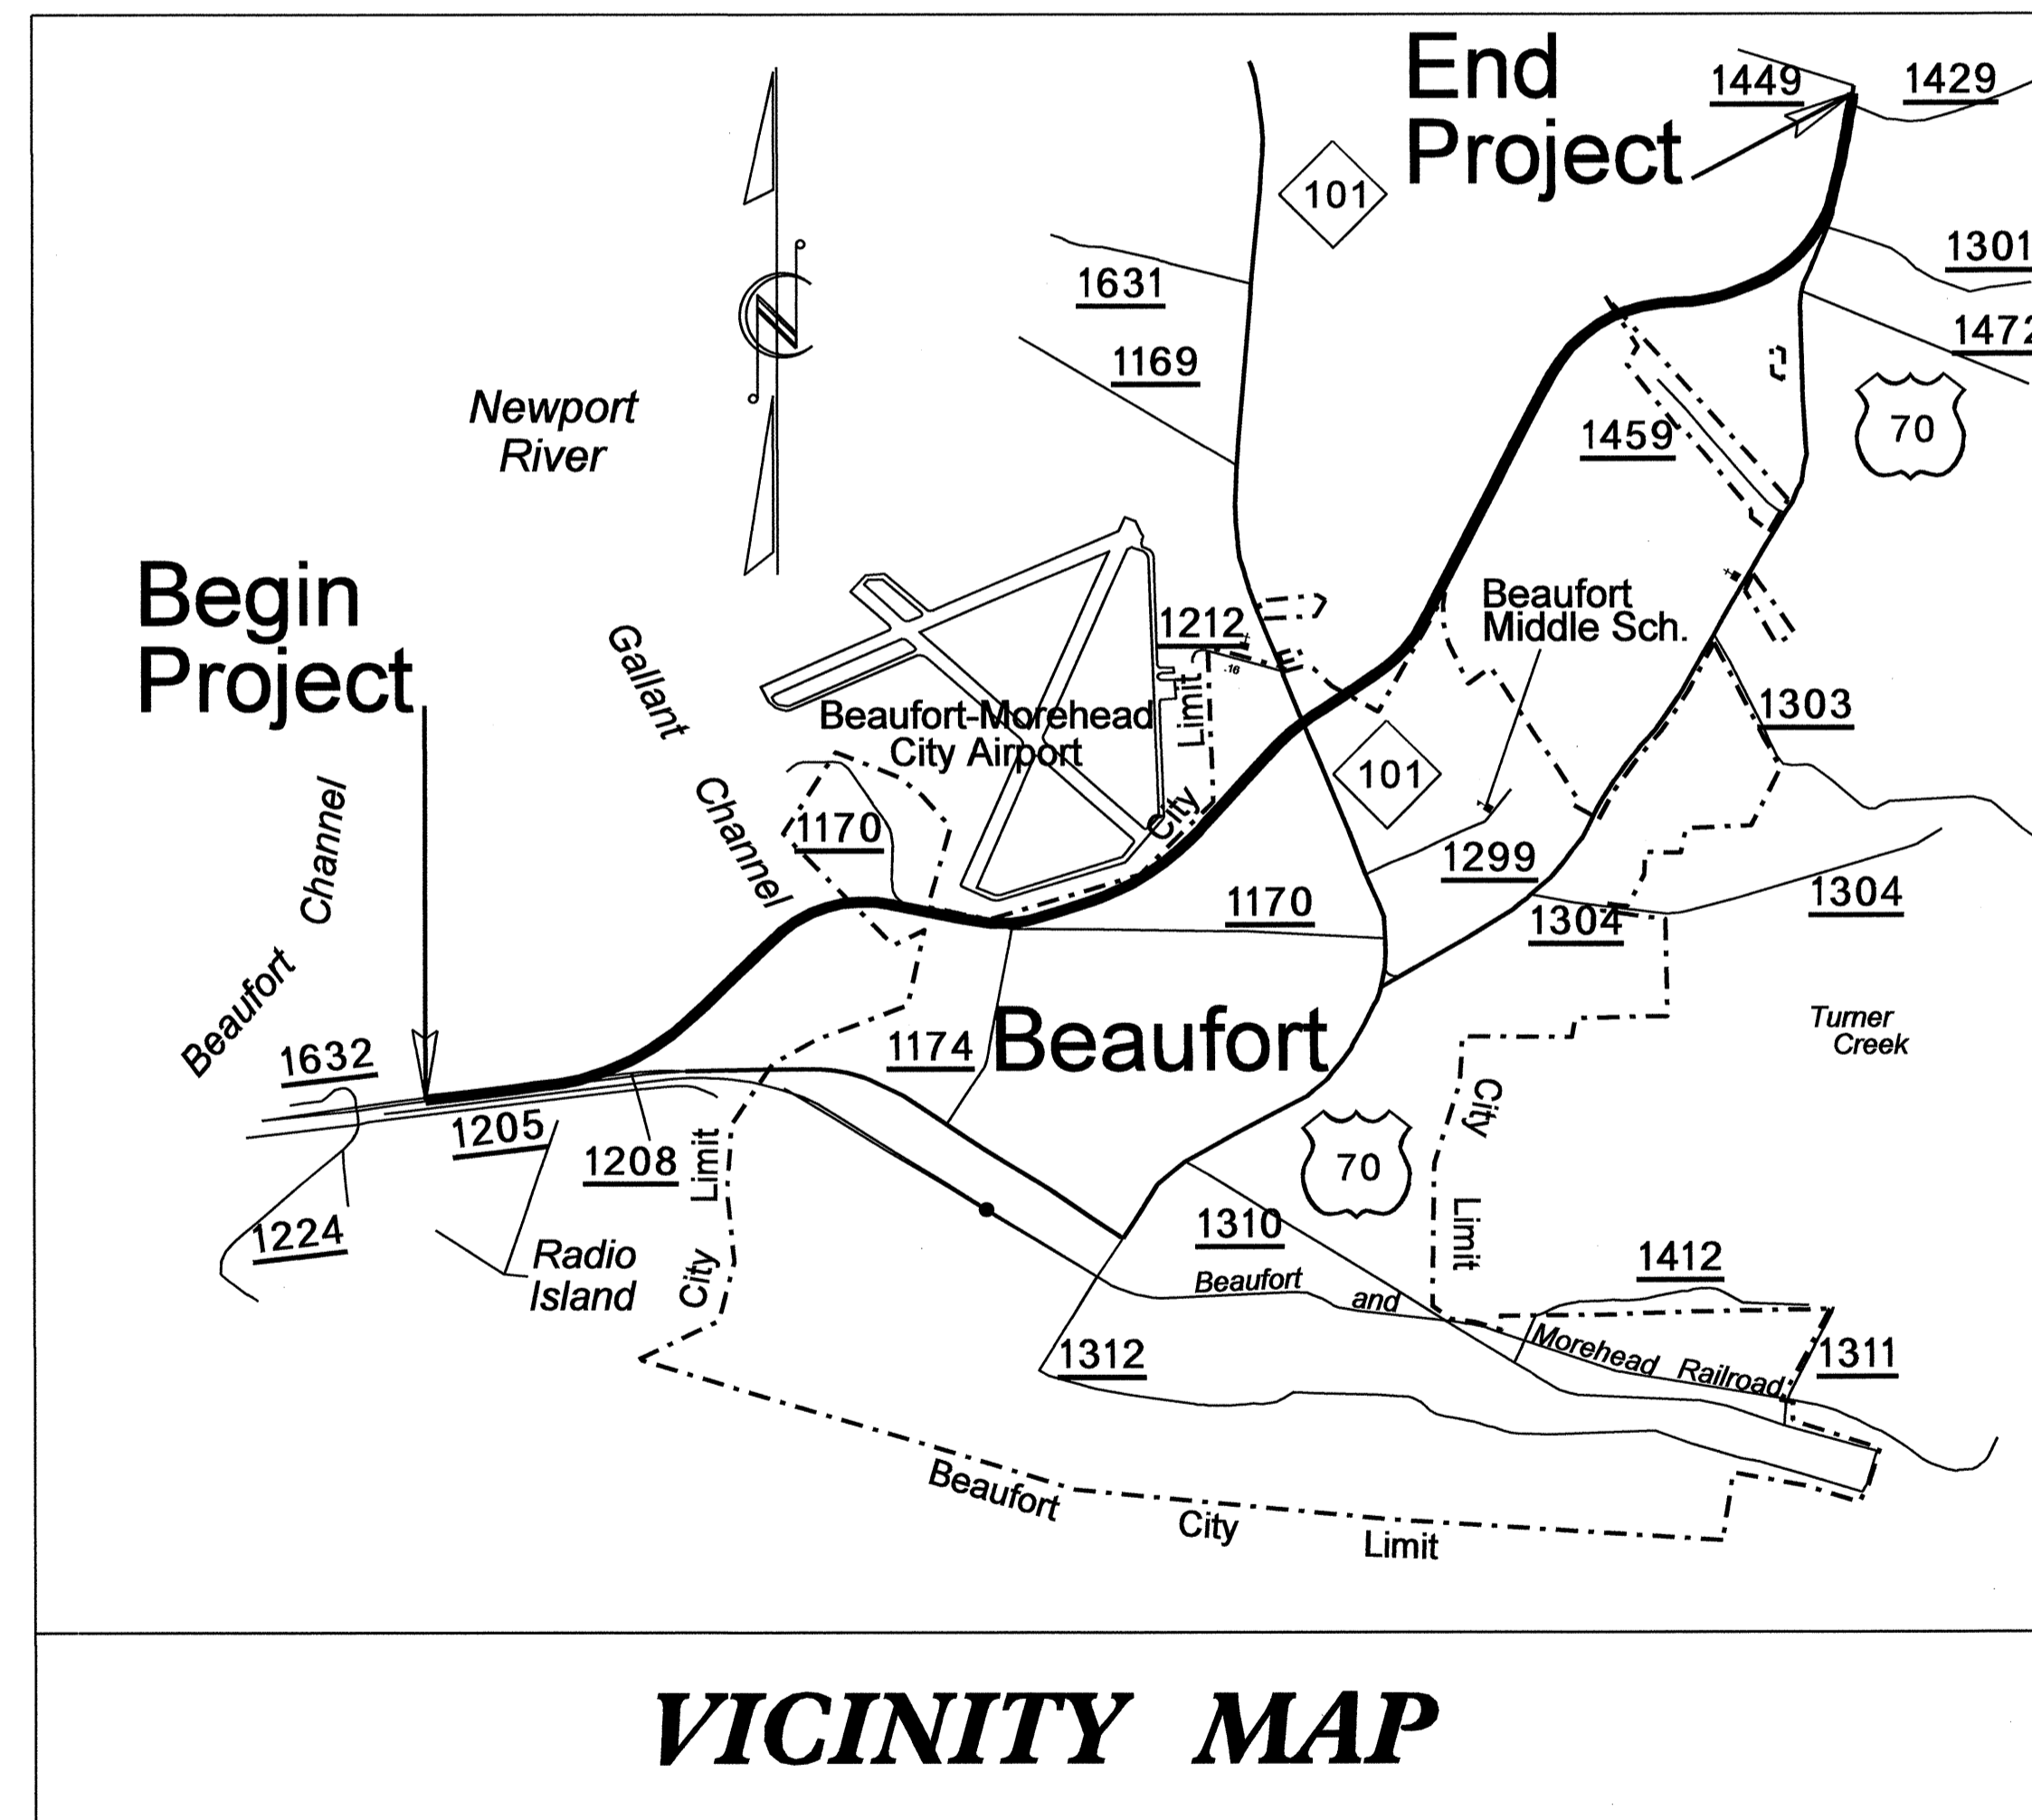 End
Project
1449
1429
101
1631
1301
1169
1472
Newport
River
N
1459
70
Begin
Project
Gallant
Channel
1212
.16
Beaufort
Middle Sch.
Limit
City
Beaufort-Morehead
City Airport
1303
101
1170
1299
Beaufort
Channel
1170
1304
1304
Beaufort
1174
Turner
Creek
1632
1205
1208
City
Limit
70
City
Limit
1224
Radio
Island
1310
1412
Beaufort and
Morehead Railroad
1311
1312
Beaufort City Limit
VICINITY MAP